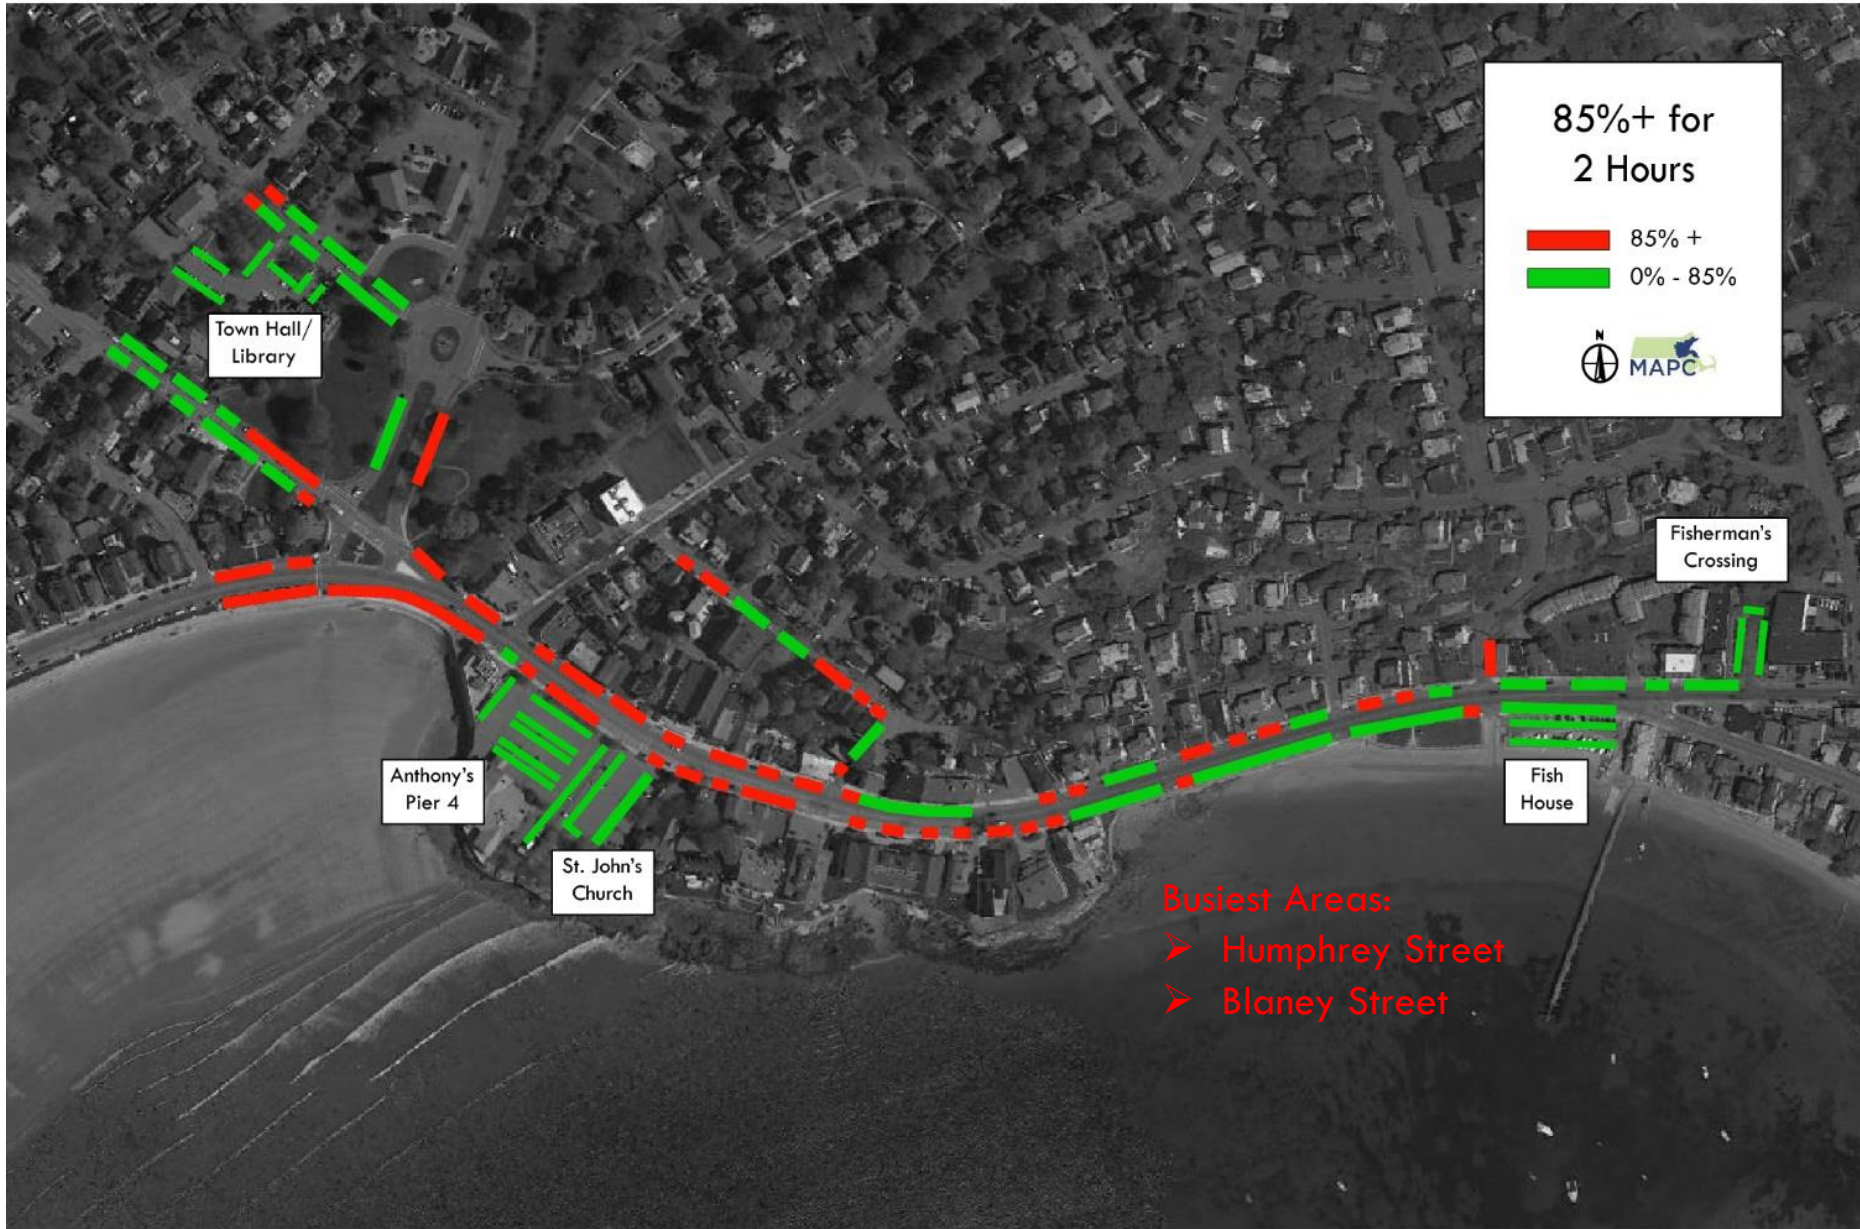 85%+ for
2 Hours
85% +
0% - 85%
N
MAPC
Town Hall/
Library
Fisherman's
Crossing
Anthony's
Pier 4
Fish
House
St. John's
Church
Busiest Areas:
➢ Humphrey Street
➢ Blaney Street